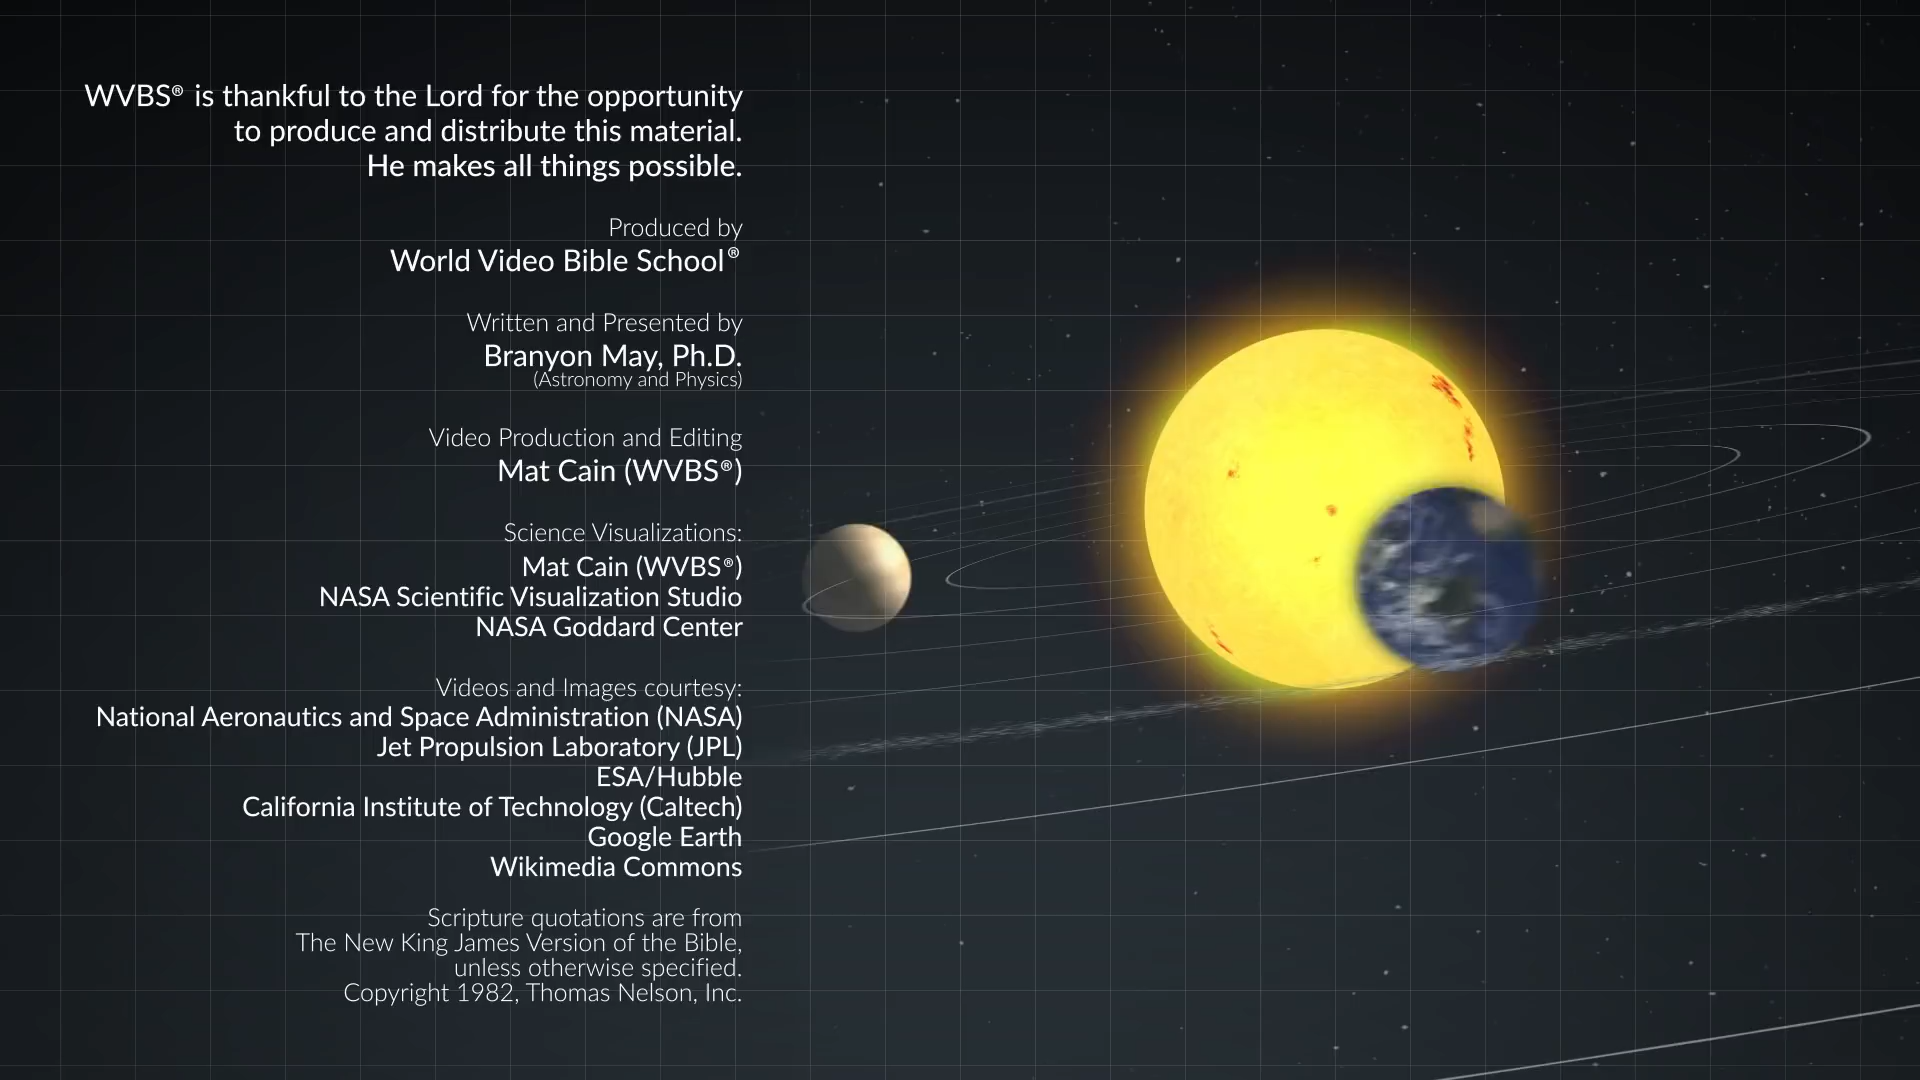 WVBS® is thankful to the Lord for the opportunity
to produce and distribute this material.
He makes all things possible.
Produced by
World Video Bible School®
Written and Presented by
Branyon May, Ph.D.
(Astronomy and Physics)
Video Production and Editing
Mat Cain (WVBS®)
Science Visualizations:
Mat Cain (WVBS®)
NASA Scientific Visualization Studio
NASA Goddard Center
Videos and Images courtesy:
National Aeronautics and Space Administration (NASA)
Jet Propulsion Laboratory (JPL)
ESA/Hubble
California Institute of Technology (Caltech)
Google Earth
Wikimedia Commons
Scripture quotations are from
The New King James Version of the Bible,
unless otherwise specified.
Copyright 1982, Thomas Nelson, Inc.